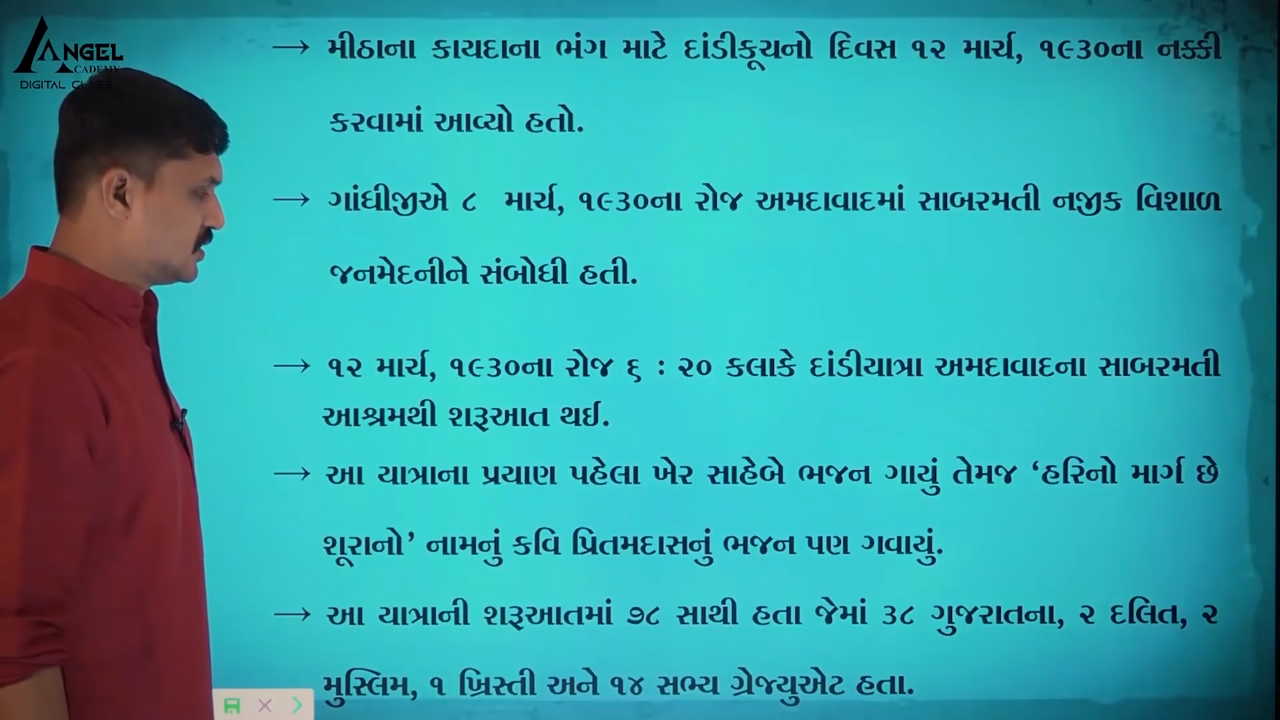 ANGEL
ACADEMY
DIGITAL CLASS
→ મીઠાના કાયદાના ભંગ માટે દાંડીકૂચનો દિવસ ૧૨ માર્ચ, ૧૯૩૦ના નક્કી
કરવામાં આવ્યો હતો.
→ ગાંધીજીએ ૮ માર્ચ, ૧૯૩૦ના રોજ અમદાવાદમાં સાબરમતી નજીક વિશાળ
જનમેદનીને સંબોધી હતી.
→ ૧૨ માર્ચ, ૧૯૩૦ના રોજ ૬ : ૨૦ કલાકે દાંડીયાત્રા અમદાવાદના સાબરમતી
આશ્રમથી શરૂઆત થઈ.
→ આ યાત્રાના પ્રયાણ પહેલા ખેર સાહેબે ભજન ગાયું તેમજ ‘હરિનો માર્ગ છે
શૂરાનો’ નામનું કવિ પ્રિતમદાસનું ભજન પણ ગવાયું.
→ આ યાત્રાની શરૂઆતમાં ૭૮ સાથી હતા જેમાં ૩૮ ગુજરાતના, ૨ દલિત, ૨
મુસ્લિમ, ૧ ખ્રિસ્તી અને ૧૪ સભ્ય ગ્રેજ્યુએટ હતા.